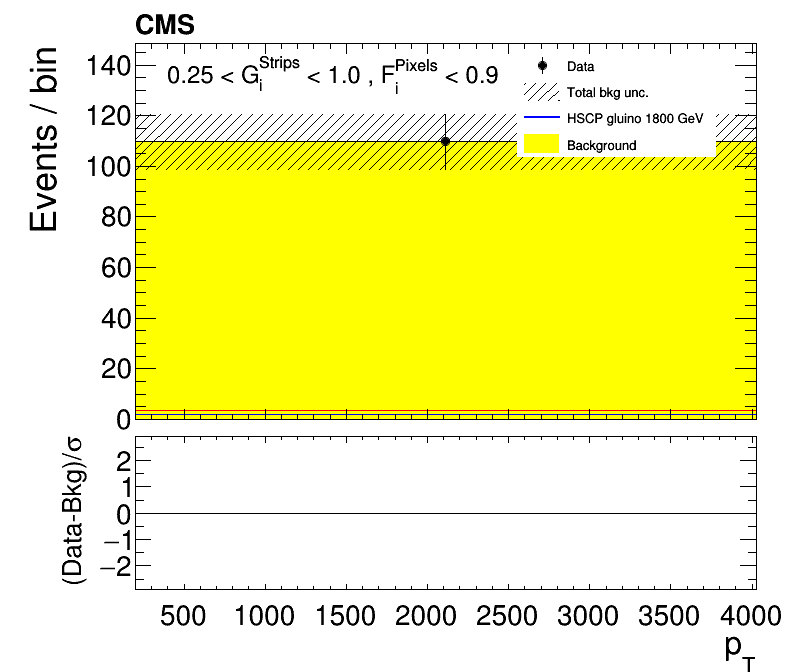 CMS
Events / bin
140
120
100
80
60
40
20
0
0.25 < G_i^Strips < 1.0 , F_i^Pixels < 0.9
Data
Total bkg unc.
HSCP gluino 1800 GeV
Background
(Data-Bkg)/σ
2
1
0
−1
−2
500 1000 1500 2000 2500 3000 3500 4000
p_T